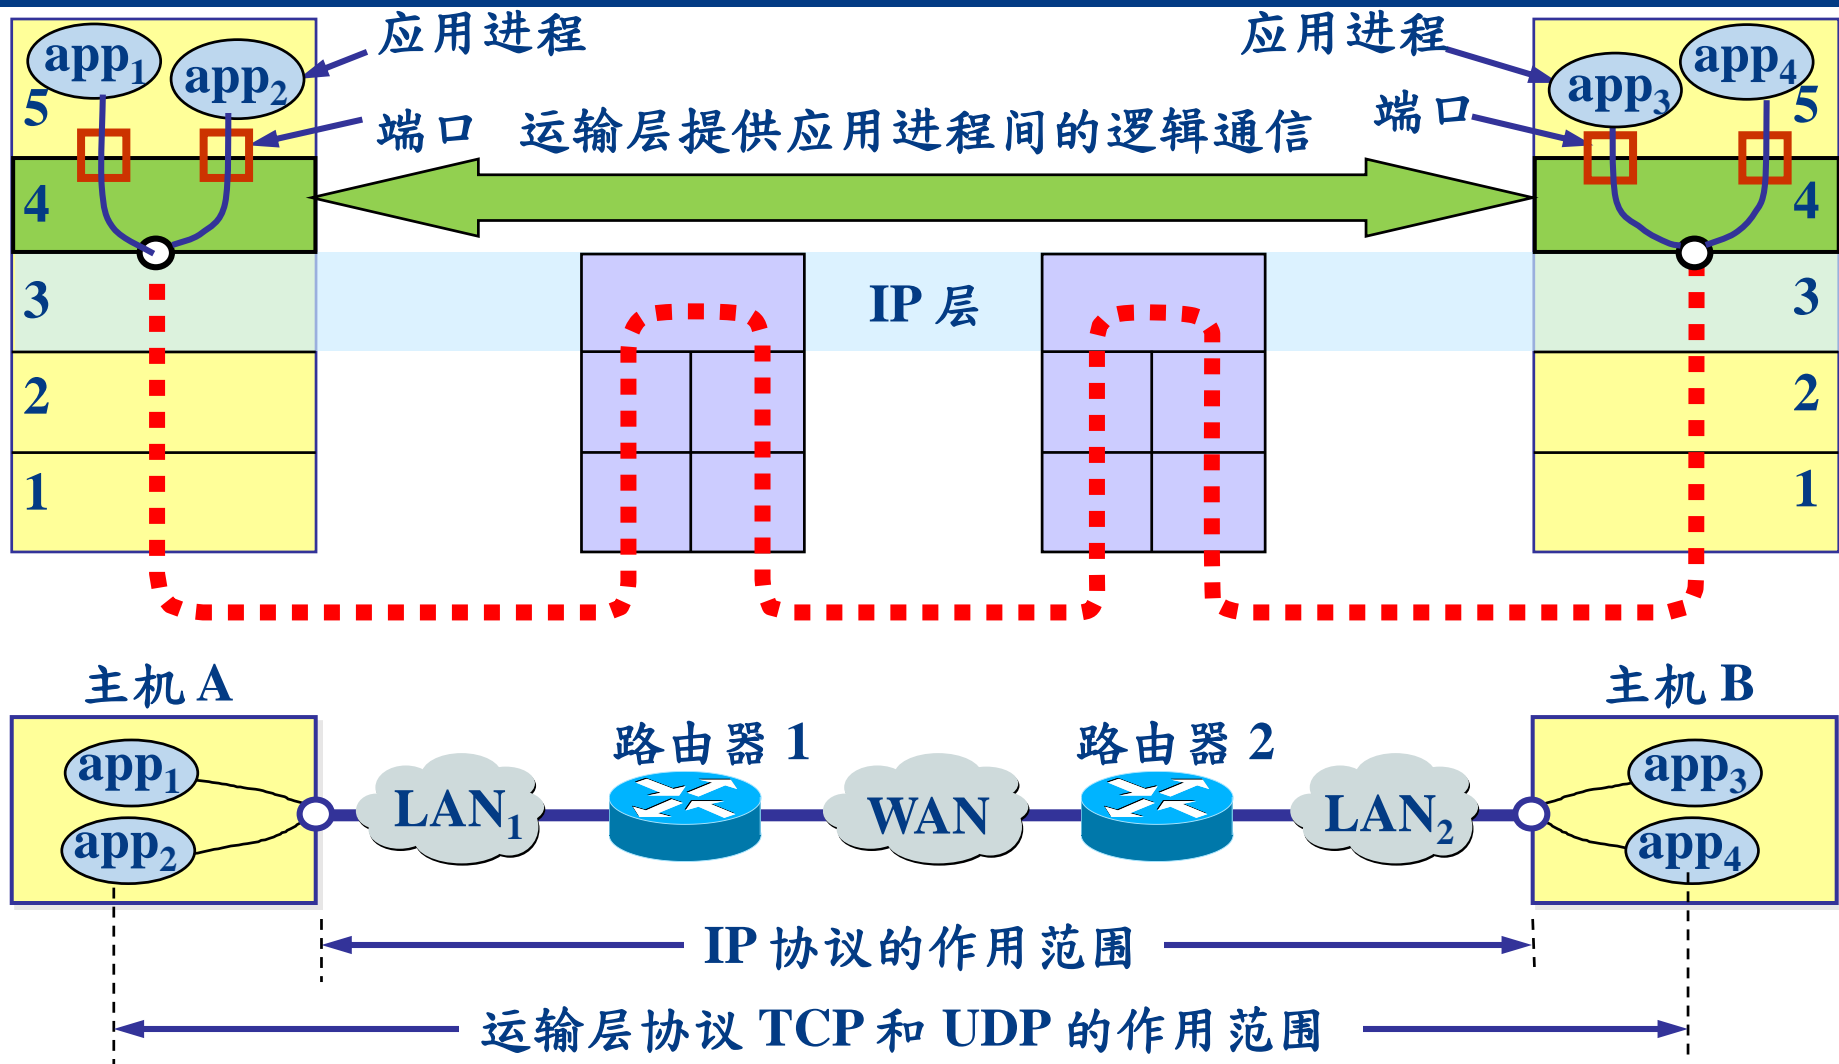 应用进程
应用进程
app1
app2
app3
app4
5
5
端口
运输层提供应用进程间的逻辑通信
端口
4
4
3
IP 层
3
2
2
1
1
主机 A
主机 B
路由器 1
路由器 2
app1
app3
LAN1
WAN
LAN2
app2
app4
IP 协议的作用范围
运输层协议 TCP 和 UDP 的作用范围